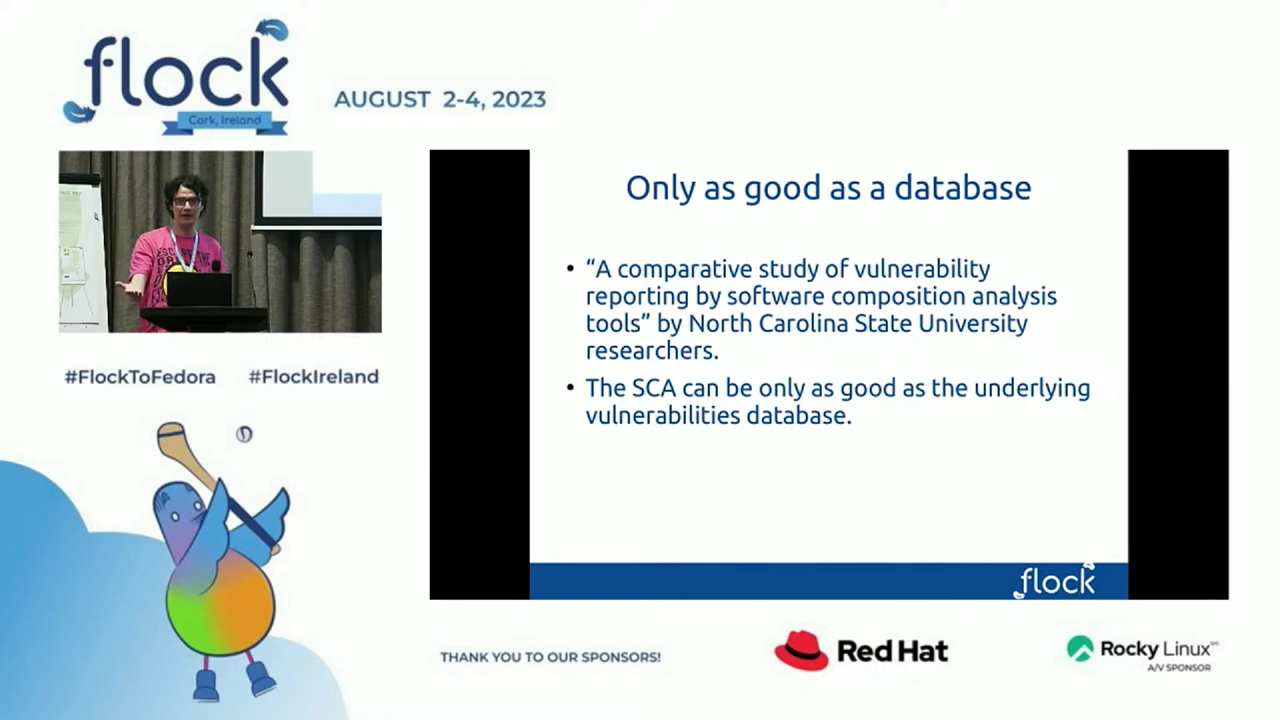 flock
Cork, Ireland
AUGUST 2-4, 2023
Only as good as a database
• “A comparative study of vulnerability
reporting by software composition analysis
tools” by North Carolina State University
researchers.
• The SCA can be only as good as the underlying
vulnerabilities database.
flock
#FlockToFedora #FlockIreland
THANK YOU TO OUR SPONSORS!
Red Hat
Rocky Linux™
A/V SPONSOR